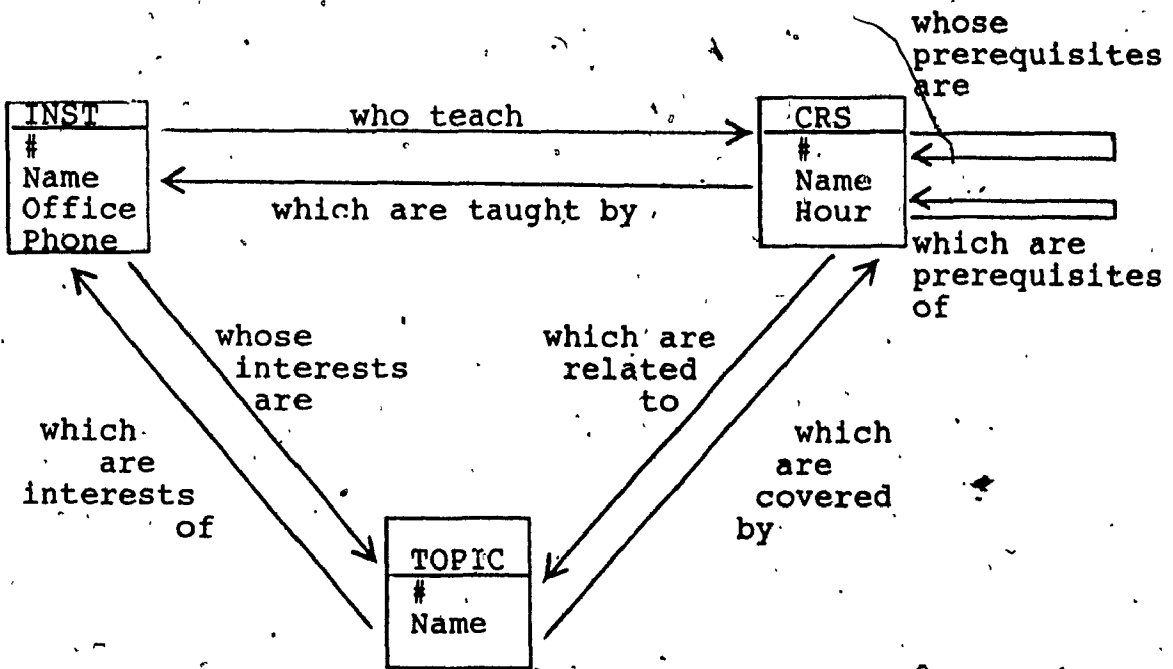 whose
prerequisites
are
INST
#
Name
Office
Phone
who teach
which are taught by
CRS
#
Name
Hour
which are
prerequisites
of
whose
interests
are
which are
related
to
which
are
interests
of
which
are
covered
by
TOPIC
#
Name